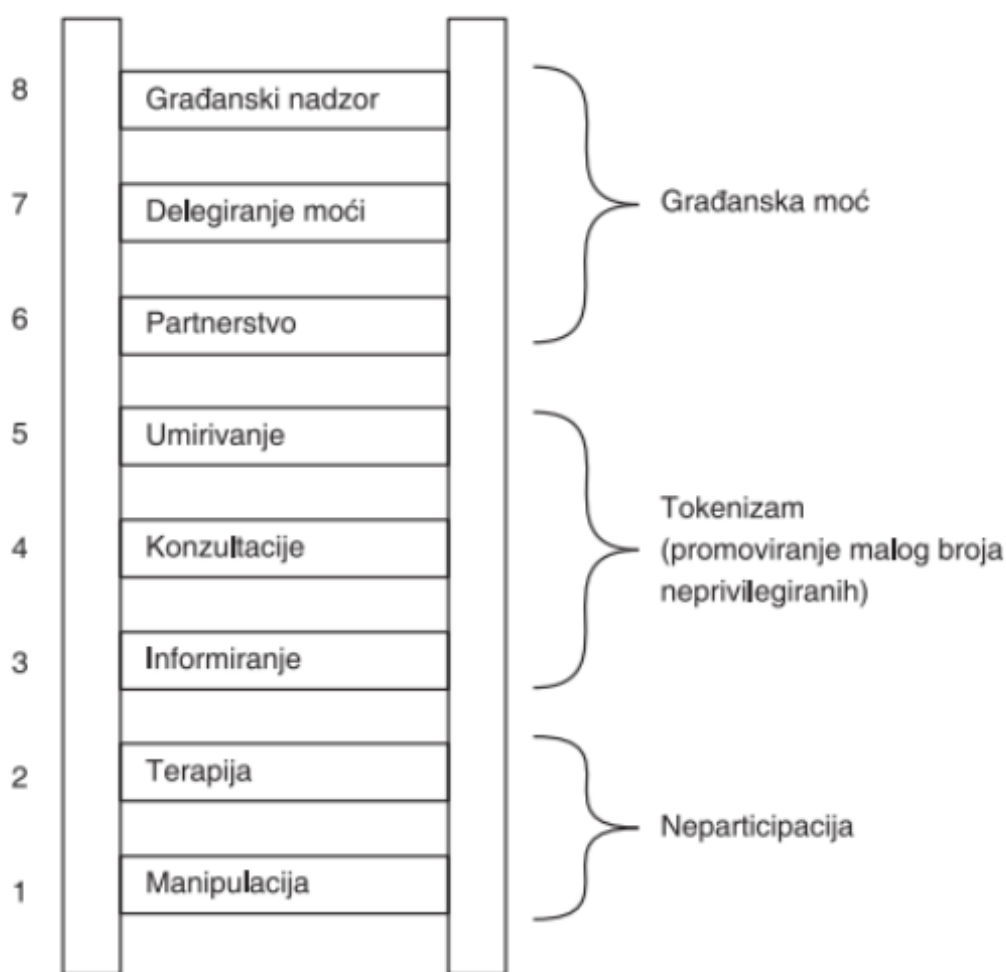 8 Građanski nadzor
7 Delegiranje moći
Građanska moć
6 Partnerstvo
5 Umirivanje
4 Konzultacije
Tokenizam
(promoviranje malog broja
neprivilegiranih)
3 Informiranje
2 Terapija
Neparticipacija
1 Manipulacija